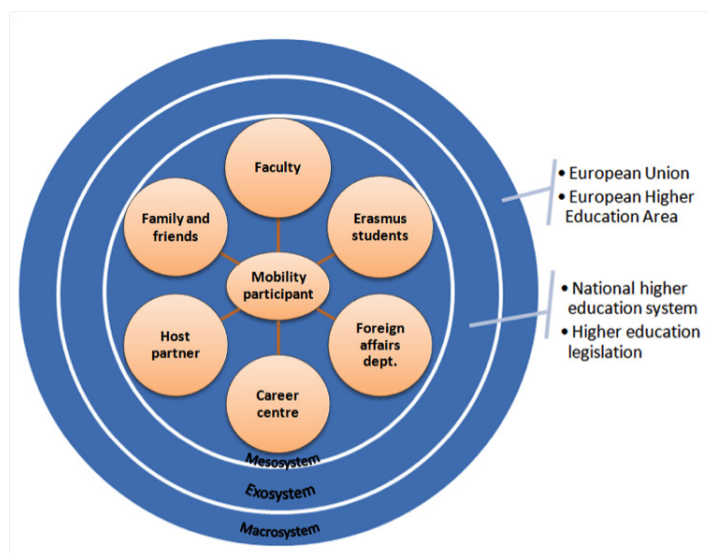 Faculty
Family and
friends
Erasmus
students
Mobility
participant
Host
partner
Foreign
affairs
dept.
Career
centre
Mesosystem
Exosystem
Macrosystem
• European Union
• European Higher
Education Area
• National higher
education system
• Higher education
legislation